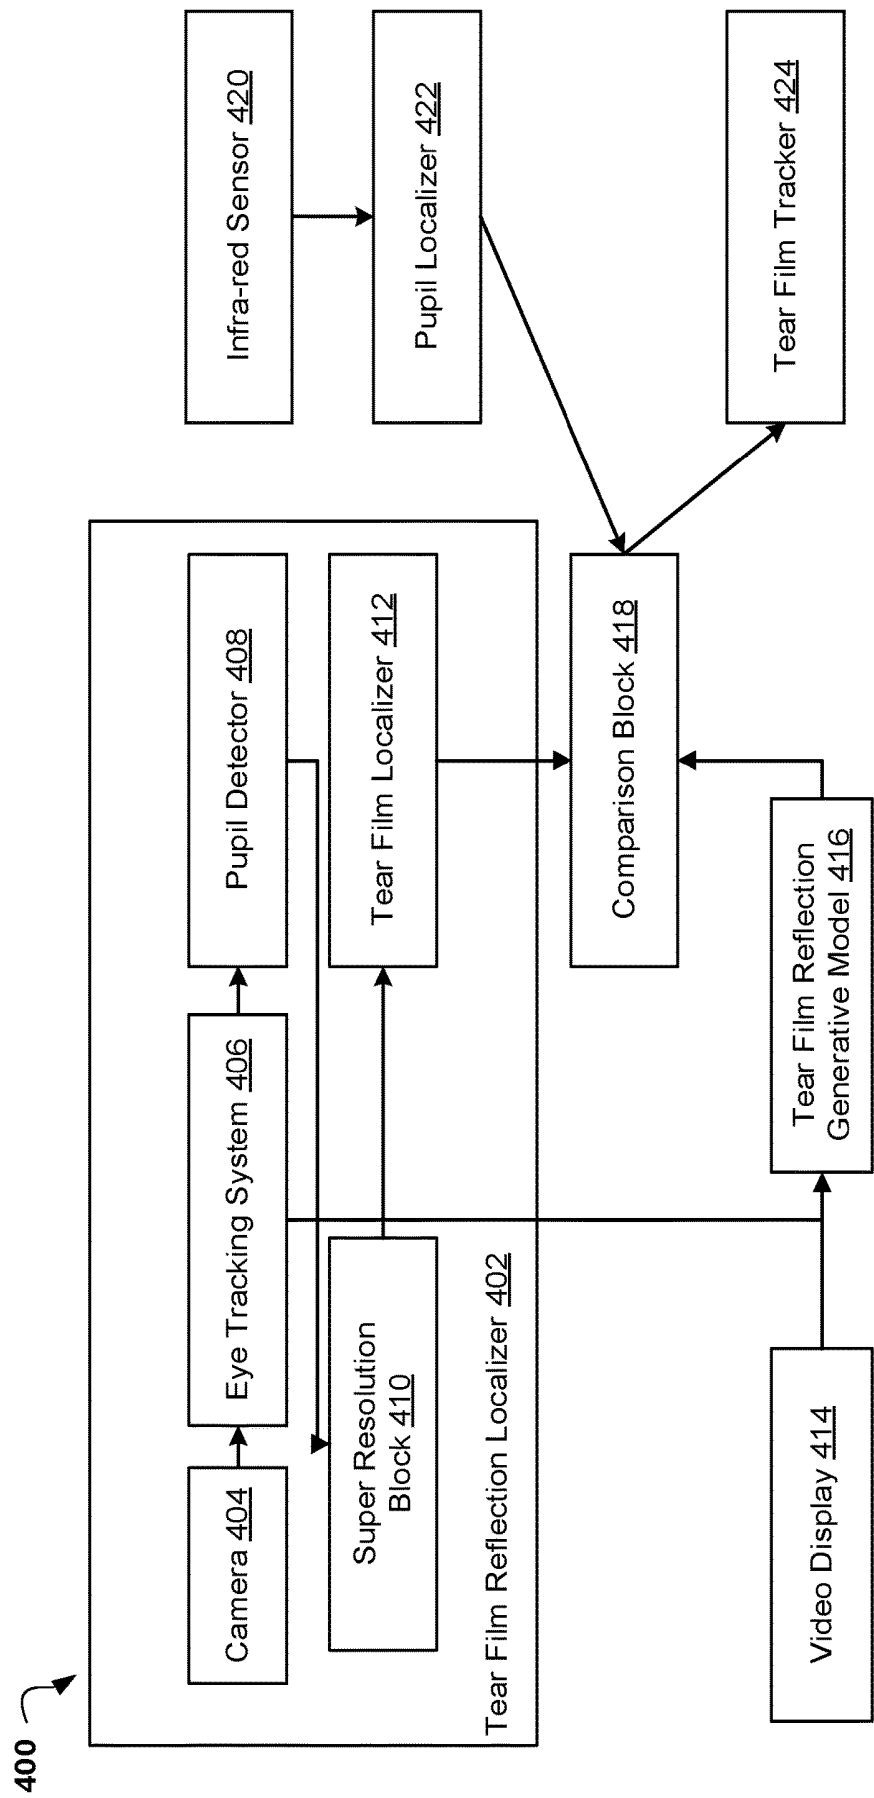 400
Camera 404
Eye Tracking System 406
Pupil Detector 408
Super Resolution
Block 410
Tear Film Localizer 412
Tear Film Reflection Localizer 402
Infra-red Sensor 420
Pupil Localizer 422
Comparison Block 418
Video Display 414
Tear Film Reflection
Generative Model 416
Tear Film Tracker 424